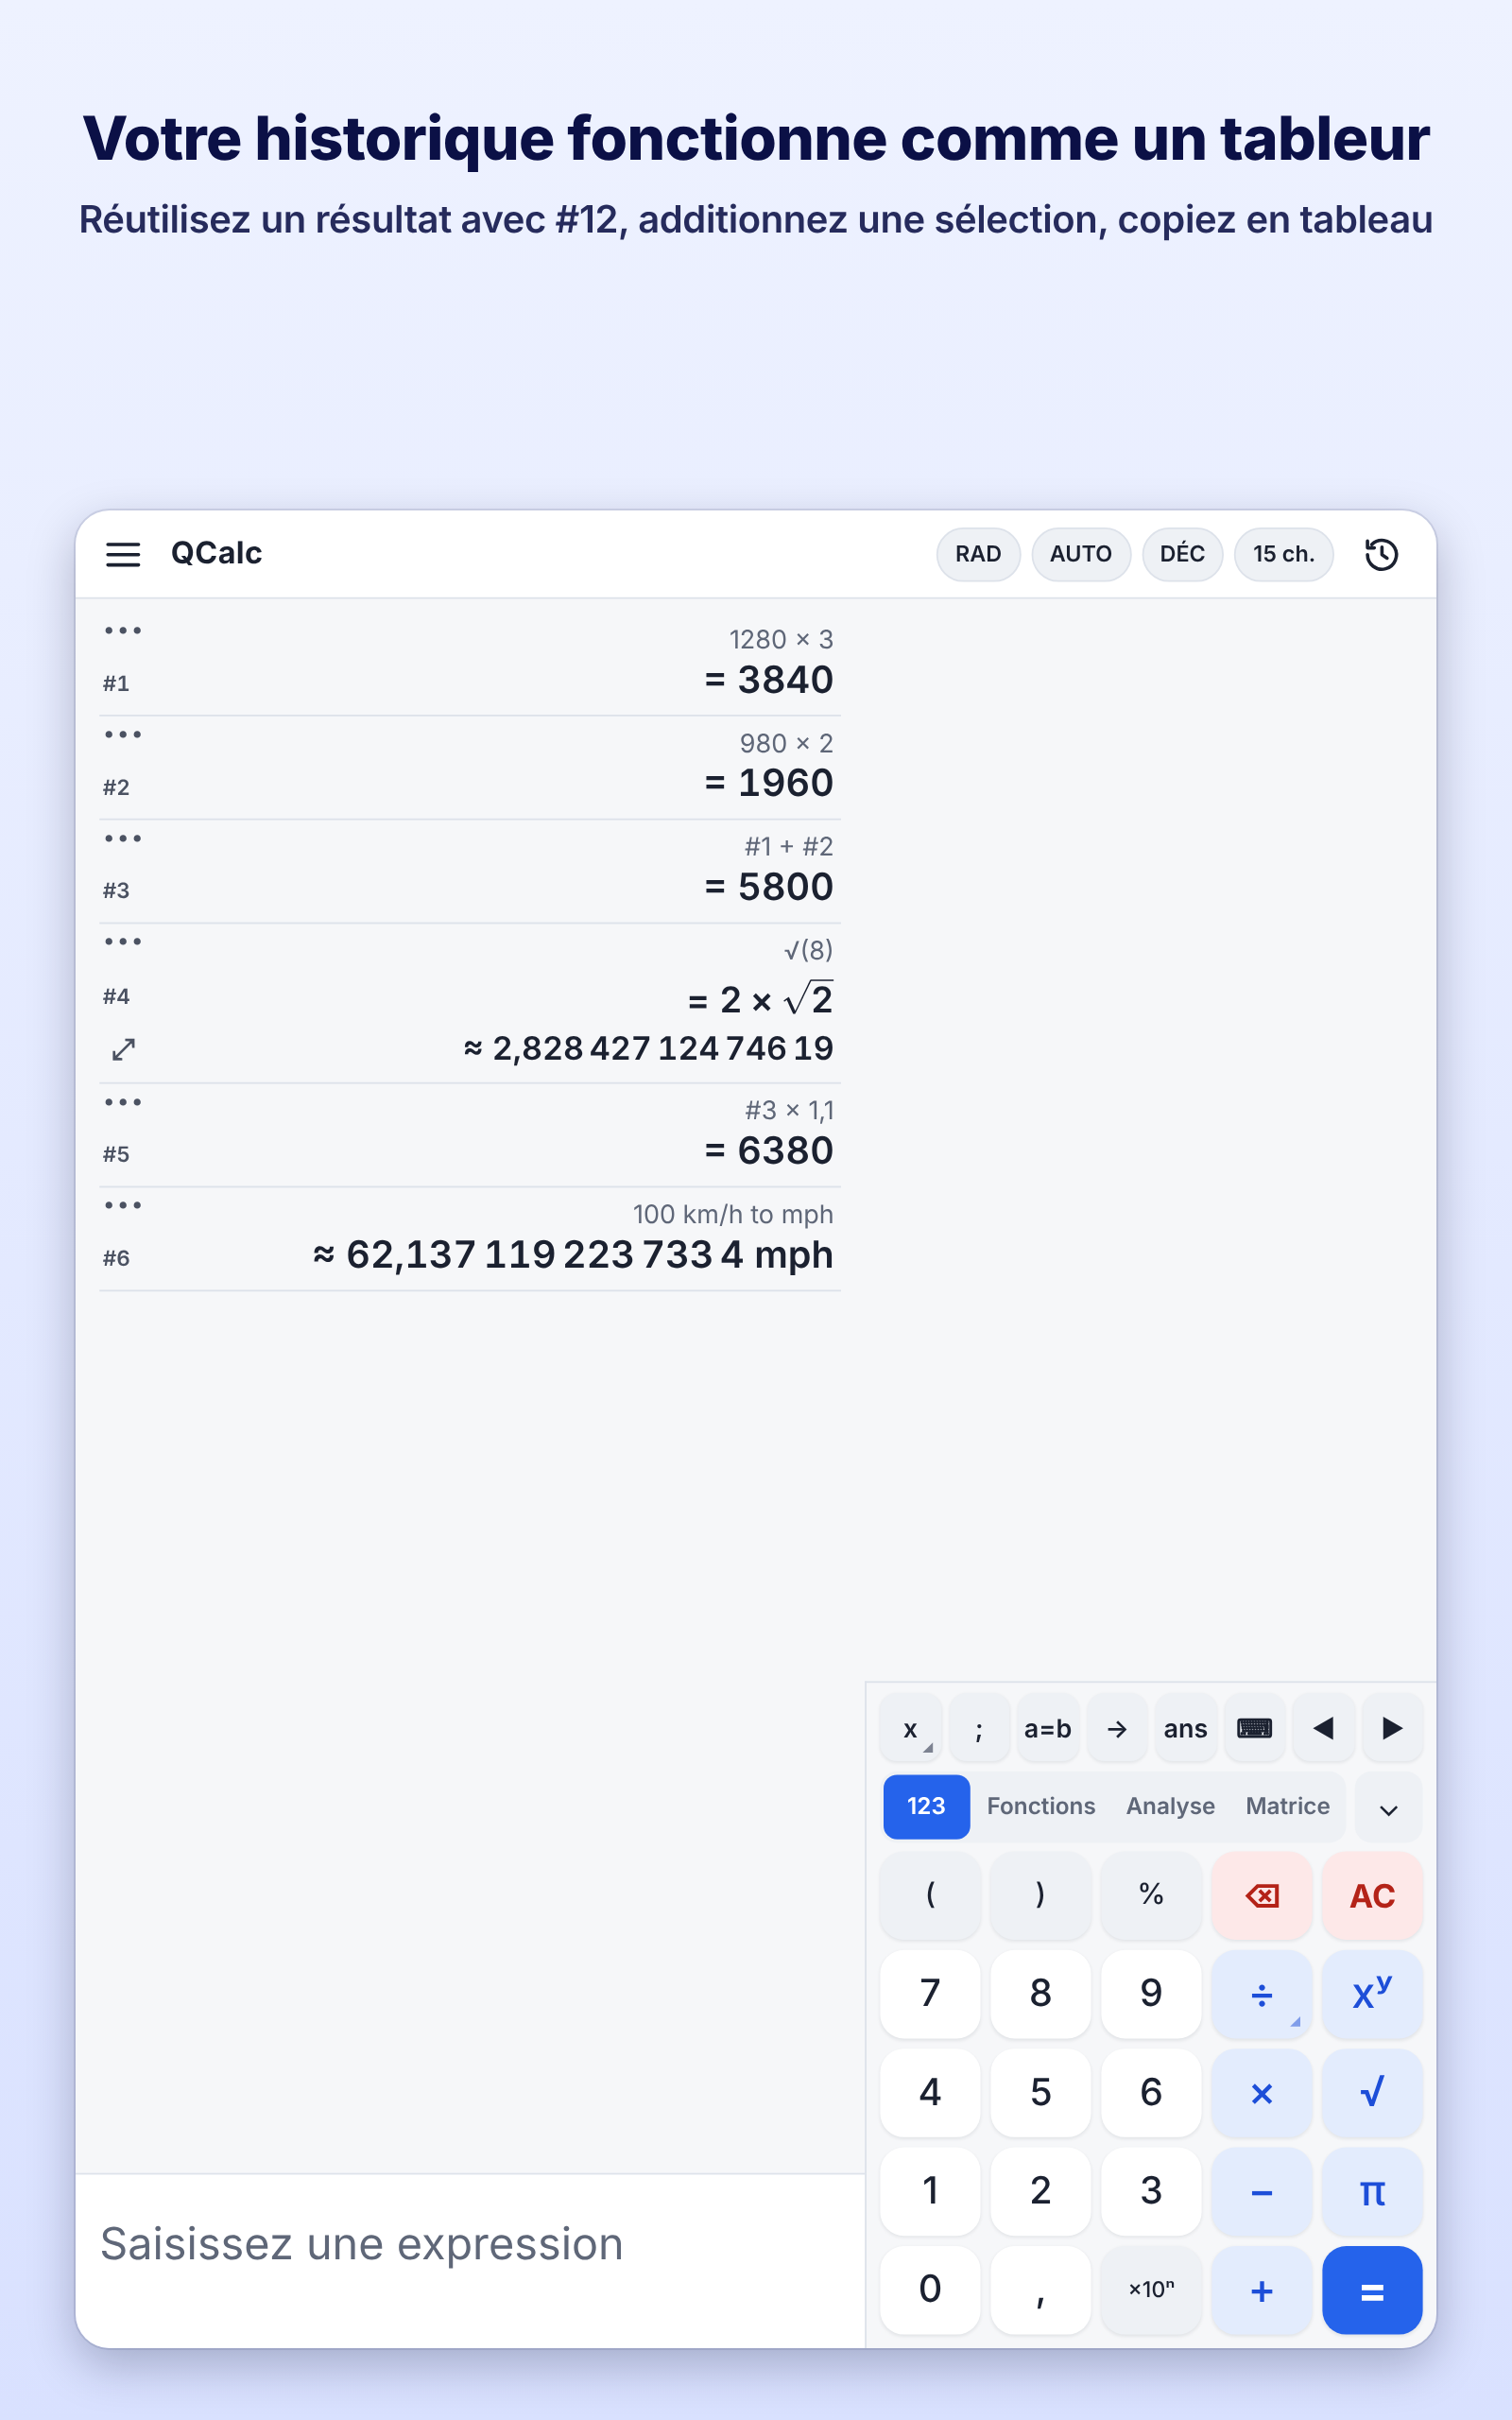 Votre historique fonctionne comme un tableur
Réutilisez un résultat avec #12, additionnez une sélection, copiez en tableau
QCalc
RAD AUTO DÉC 15 ch.
1280 × 3
#1 = 3840
980 × 2
#2 = 1960
#1 + #2
#3 = 5800
√(8)
#4 = 2 × √2
≈ 2,828 427 124 746 19
#3 × 1,1
#5 = 6380
100 km/h to mph
#6 ≈ 62,137 119 223 733 4 mph
x ; a=b → ans ⌨ ◀ ▶
123 Fonctions Analyse Matrice
( ) % ⌫ AC
7 8 9 ÷ xʸ
4 5 6 × √
1 2 3 − π
0 , ×10ⁿ + =
Saisissez une expression